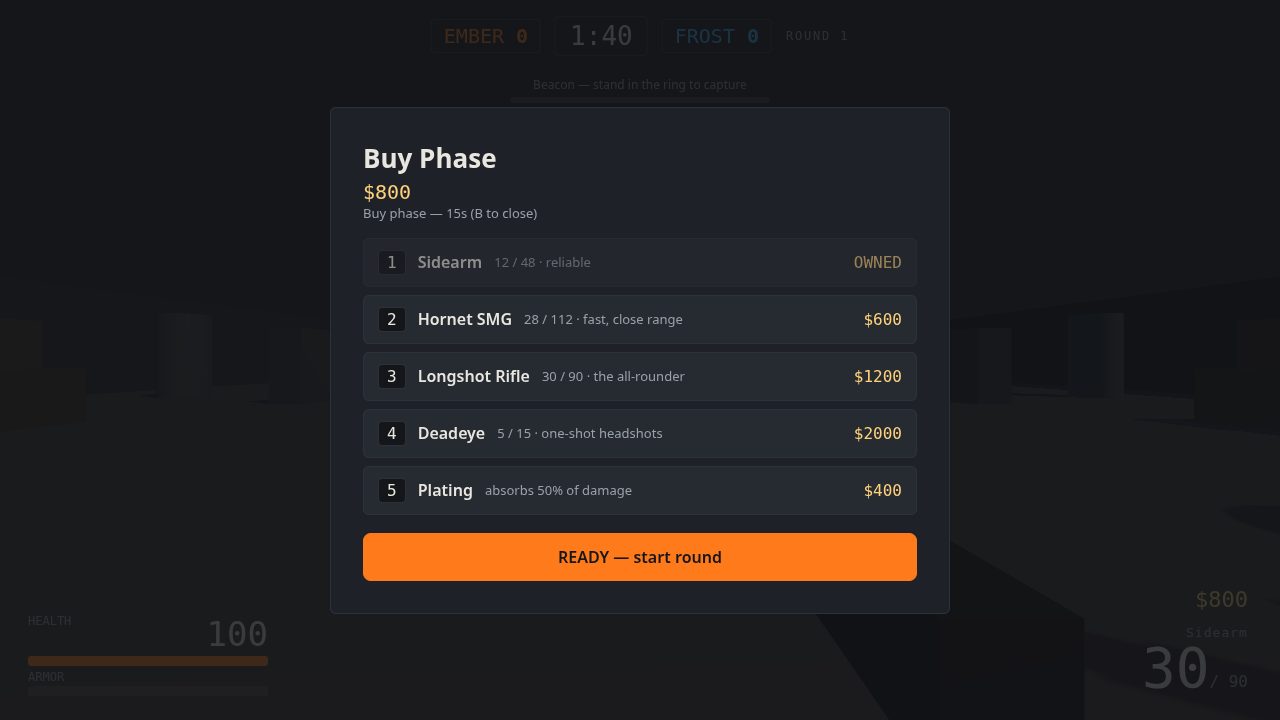 EMBER 0 1:40 FROST 0 ROUND 1
Beacon — stand in the ring to capture
Buy Phase
$800
Buy phase — 15s (B to close)
1 Sidearm 12 / 48 · reliable OWNED
2 Hornet SMG 28 / 112 · fast, close range $600
3 Longshot Rifle 30 / 90 · the all-rounder $1200
4 Deadeye 5 / 15 · one-shot headshots $2000
5 Plating absorbs 50% of damage $400
READY — start round
HEALTH 100
ARMOR
$800
Sidearm
30 / 90